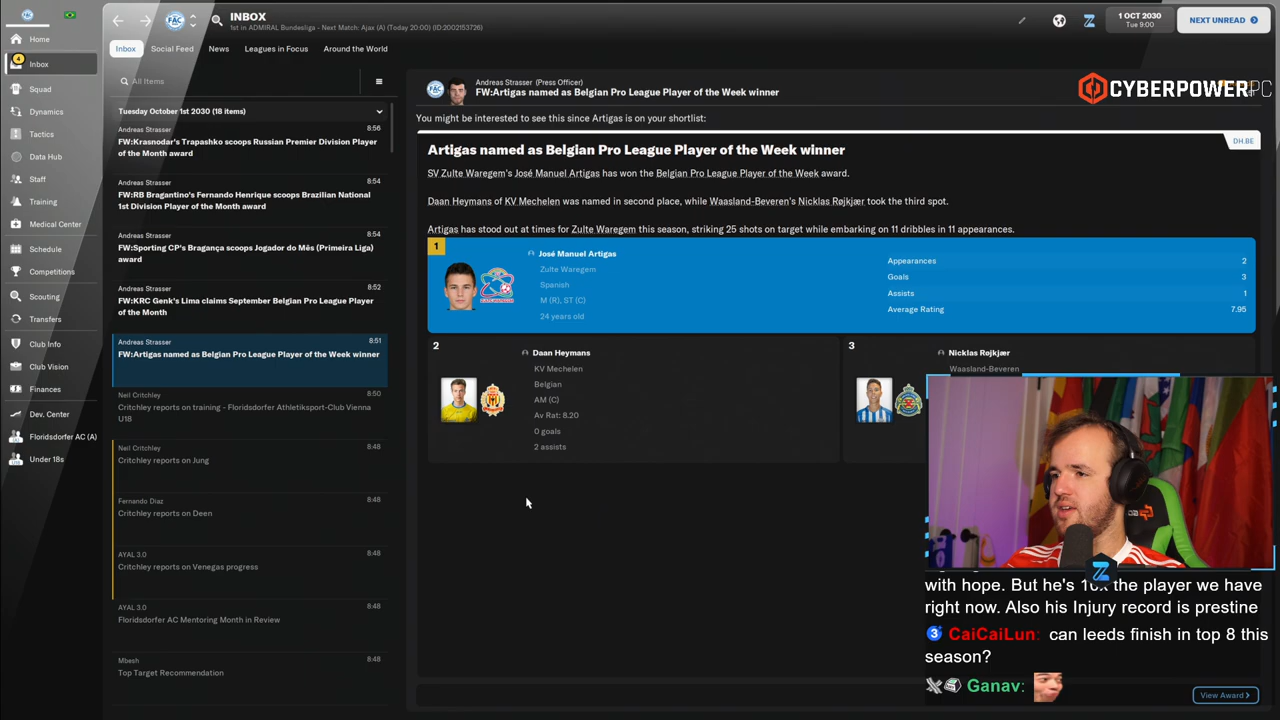 INBOX
1st in ADMIRAL Bundesliga - Next Match: Ajax (A) (Today 20:00) (ID:2002153726)
1 OCT 2030
Tue 9:00
NEXT UNREAD
Home
4
Inbox
Squad
Dynamics
Tactics
Data Hub
Staff
Training
Medical Center
Schedule
Competitions
Scouting
Transfers
Club Info
Club Vision
Finances
Dev. Center
Floridsdorfer AC (A)
Under 18s
Inbox
Social Feed
News
Leagues in Focus
Around the World
All Items
Tuesday October 1st 2030 (18 items)
Andreas Strasser
8:56
FW:Krasnodar's Trapashko scoops Russian Premier Division Player
of the Month award
Andreas Strasser
8:54
FW:RB Bragantino's Fernando Henrique scoops Brazilian National
1st Division Player of the Month award
Andreas Strasser
8:54
FW:Sporting CP's Bragança scoops Jogador do Mês (Primeira Liga)
award
Andreas Strasser
8:52
FW:KRC Genk's Lima claims September Belgian Pro League Player
of the Month
Andreas Strasser
8:51
FW:Artigas named as Belgian Pro League Player of the Week winner
Neil Critchley
8:50
Critchley reports on training - Floridsdorfer Athletiksport-Club Vienna
U18
Neil Critchley
8:48
Critchley reports on Jung
Fernando Diaz
8:48
Critchley reports on Deen
AYAL 3.0
8:48
Critchley reports on Venegas progress
AYAL 3.0
8:48
Floridsdorfer AC Mentoring Month in Review
Mbesh
8:48
Top Target Recommendation
Andreas Strasser (Press Officer)
FW:Artigas named as Belgian Pro League Player of the Week winner
CYBERPOWERPC
You might be interested to see this since Artigas is on your shortlist:
Artigas named as Belgian Pro League Player of the Week winner
DH.BE
SV Zulte Waregem's José Manuel Artigas has won the Belgian Pro League Player of the Week award.
Daan Heymans of KV Mechelen was named in second place, while Waasland-Beveren's Nicklas Røjkjær took the third spot.
Artigas has stood out at times for Zulte Waregem this season, striking 25 shots on target while embarking on 11 dribbles in 11 appearances.
1
José Manuel Artigas
Zulte Waregem
Spanish
M (R), ST (C)
24 years old
Appearances
2
Goals
3
Assists
1
Average Rating
7.95
2
Daan Heymans
KV Mechelen
Belgian
AM (C)
Av Rat: 8.20
0 goals
2 assists
3
Nicklas Røjkjær
Waasland-Beveren
with hope. But he's 10x the player we have
right now. Also his Injury record is prestine
3 CaiCaiLun: can leeds finish in top 8 this
season?
Ganav:
View Award